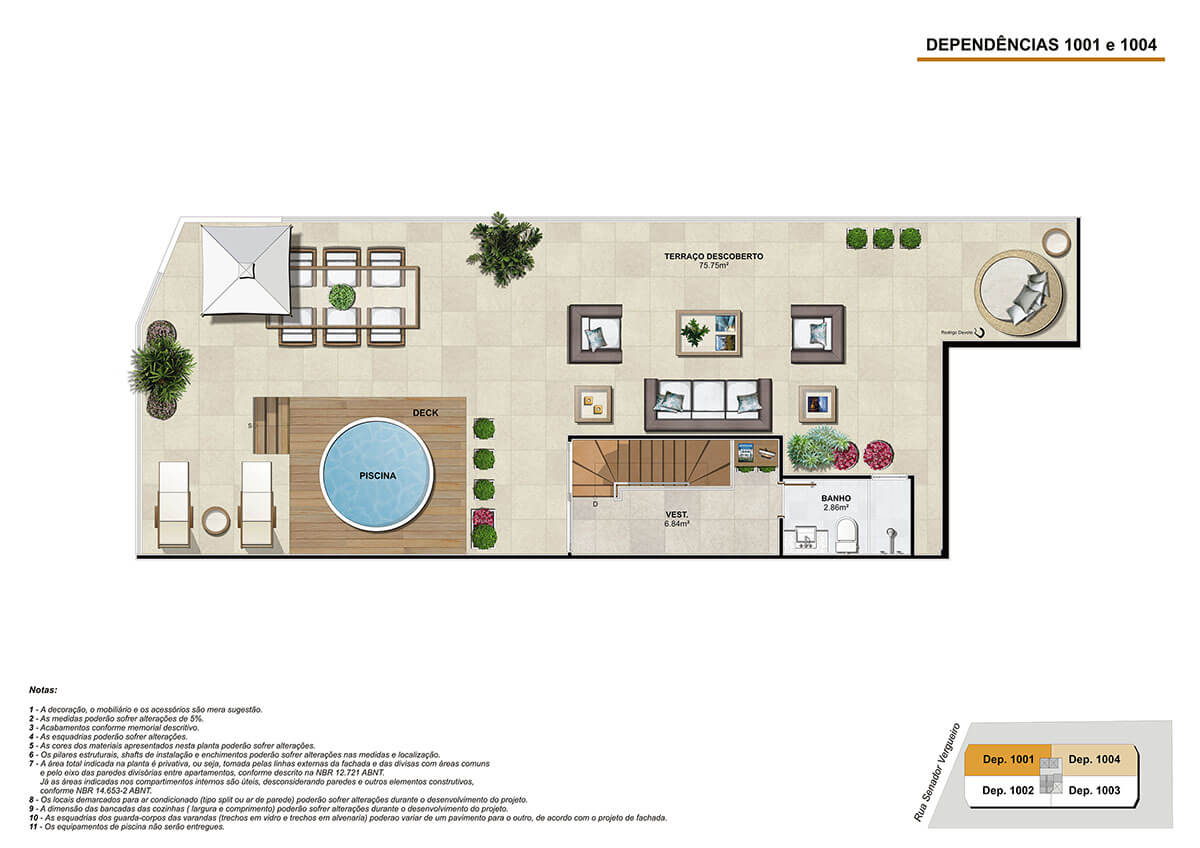 DEPENDÊNCIAS 1001 e 1004
TERRAÇO DESCOBERTO
75.75m²
Rodrigo Davola
DECK
S
PISCINA
D
VEST.
6.84m²
BANHO
2.86m²
Notas:
1 - A decoração, o mobiliário e os acessórios são mera sugestão.
2 - As medidas poderão sofrer alterações de 5%.
3 - Acabamentos conforme memorial descritivo.
4 - As esquadrias poderão sofrer alterações.
5 - As cores dos materiais apresentados nesta planta poderão sofrer alterações.
6 - Os pilares estruturais, shafts de instalação e enchimentos poderão sofrer alterações nas medidas e localização.
7 - A área total indicada na planta é privativa, ou seja, tomada pelas linhas externas da fachada e das divisas com áreas comuns
e pelo eixo das paredes divisórias entre apartamentos, conforme descrito na NBR 12.721 ABNT.
Já as áreas indicadas nos compartimentos internos são úteis, desconsiderando paredes e outros elementos construtivos,
conforme NBR 14.653-2 ABNT.
8 - Os locais demarcados para ar condicionado (tipo split ou ar de parede) poderão sofrer alterações durante o desenvolvimento do projeto.
9 - A dimensão das bancadas das cozinhas ( largura e comprimento) poderão sofrer alterações durante o desenvolvimento do projeto.
10 - As esquadrias dos guarda-corpos das varandas (trechos em vidro e trechos em alvenaria) poderao variar de um pavimento para o outro, de acordo com o projeto de fachada.
11 - Os equipamentos de piscina não serão entregues.
Rua Senador Vergueiro
Dep. 1001
Dep. 1004
Dep. 1002
Dep. 1003